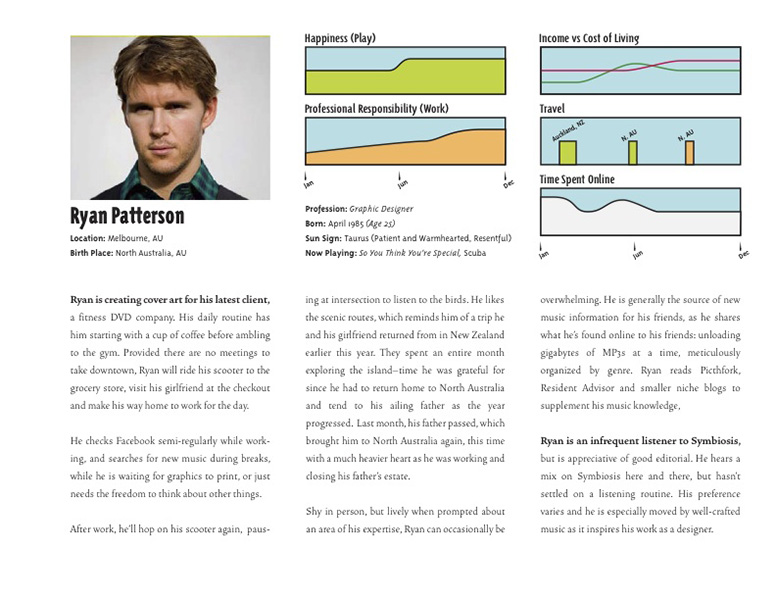 Happiness (Play)
Professional Responsibility (Work)
Jan
Jun
Dec
Income vs Cost of Living
Travel
Auckland, NZ
N. AU
N. AU
Time Spent Online
Jan
Jun
Dec
Ryan Patterson
Location: Melbourne, AU
Birth Place: North Australia, AU
Profession: Graphic Designer
Born: April 1985 (Age 25)
Sun Sign: Taurus (Patient and Warmhearted, Resentful)
Now Playing: So You Think You're Special, Scuba
Ryan is creating cover art for his latest client,
a fitness DVD company. His daily routine has
him starting with a cup of coffee before ambling
to the gym. Provided there are no meetings to
take downtown, Ryan will ride his scooter to the
grocery store, visit his girlfriend at the checkout
and make his way home to work for the day.
He checks Facebook semi-regularly while work-
ing, and searches for new music during breaks,
while he is waiting for graphics to print, or just
needs the freedom to think about other things.
After work, he'll hop on his scooter again, paus-
ing at intersection to listen to the birds. He likes
the scenic routes, which reminds him of a trip he
and his girlfriend returned from in New Zealand
earlier this year. They spent an entire month
exploring the island–time he was grateful for
since he had to return home to North Australia
and tend to his ailing father as the year
progressed. Last month, his father passed, which
brought him to North Australia again, this time
with a much heavier heart as he was working and
closing his father's estate.
Shy in person, but lively when prompted about
an area of his expertise, Ryan can occasionally be
overwhelming. He is generally the source of new
music information for his friends, as he shares
what he's found online to his friends: unloading
gigabytes of MP3s at a time, meticulously
organized by genre. Ryan reads Picthfork,
Resident Advisor and smaller niche blogs to
supplement his music knowledge,
Ryan is an infrequent listener to Symbiosis,
but is appreciative of good editorial. He hears a
mix on Symbiosis here and there, but hasn't
settled on a listening routine. His preference
varies and he is especially moved by well-crafted
music as it inspires his work as a designer.